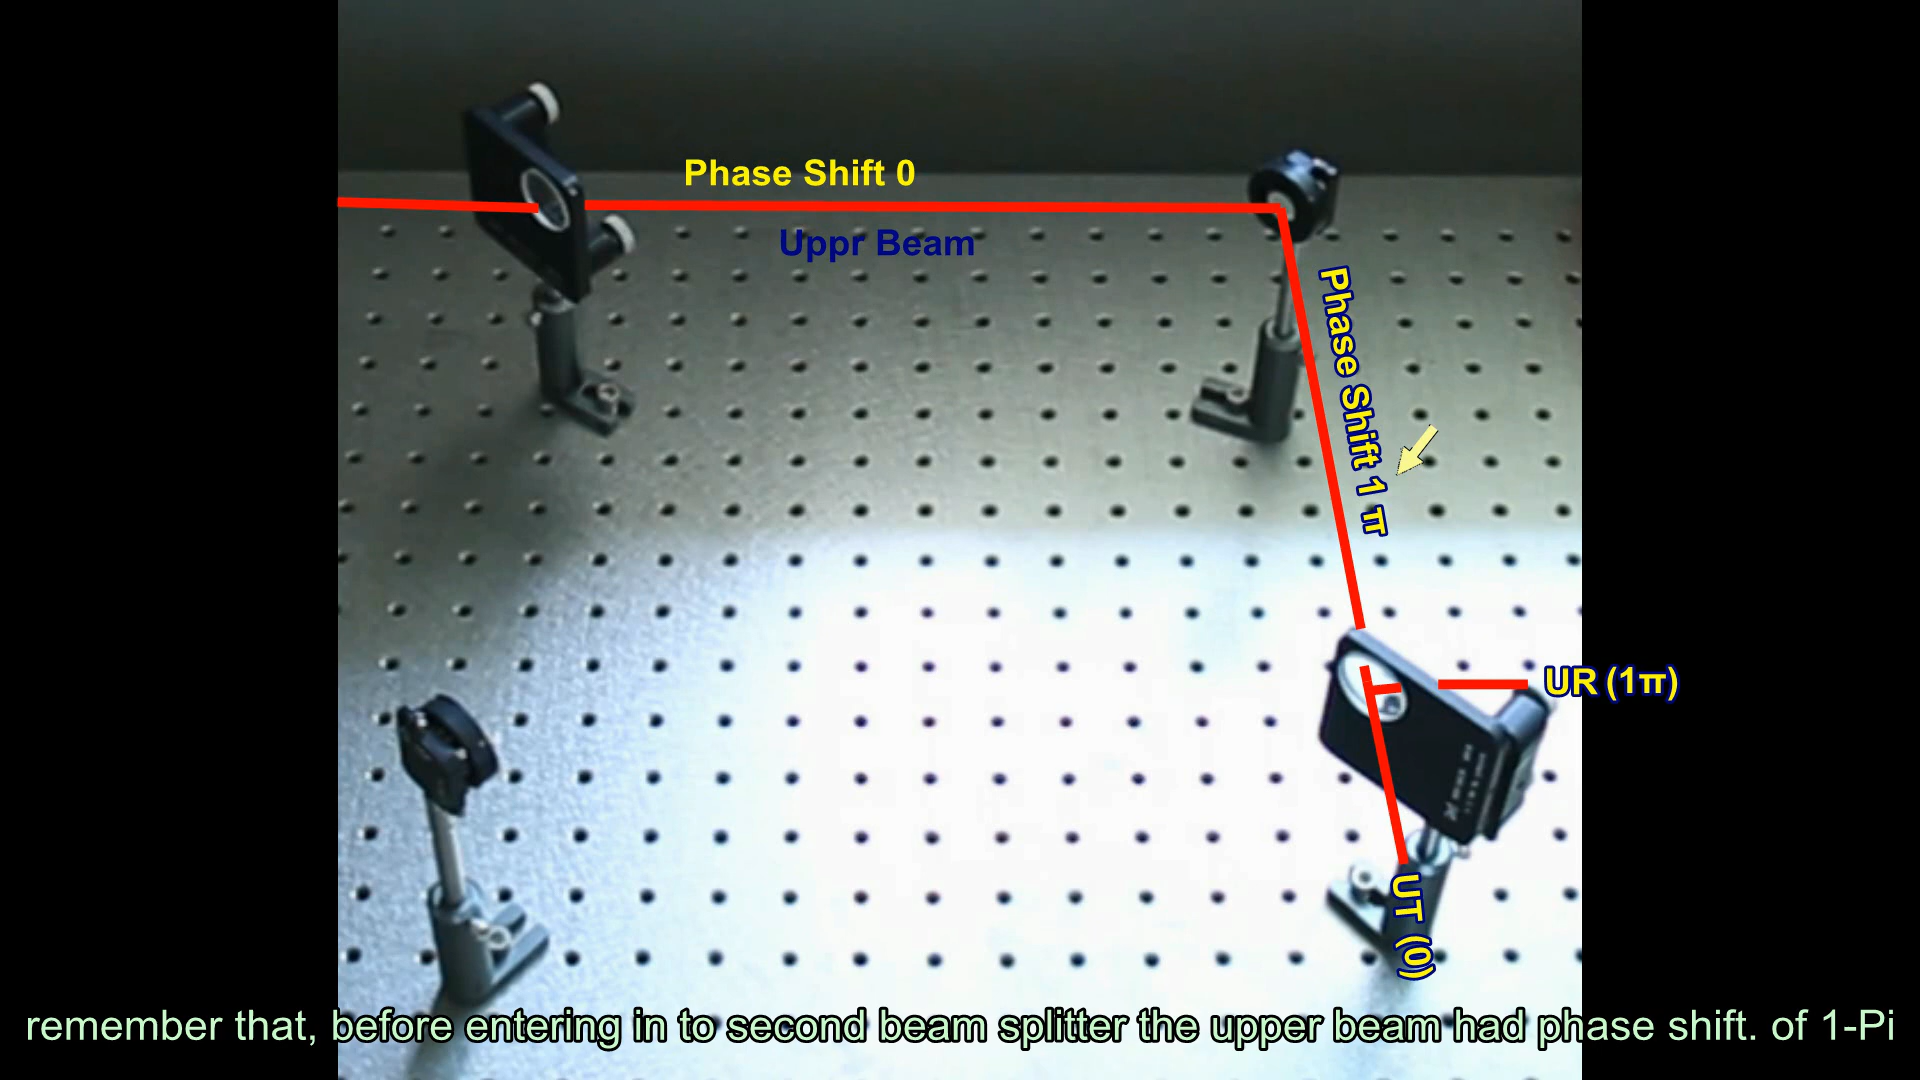 Phase Shift 0
Uppr Beam
Phase Shift 1 π
UR (1π)
UT (0)
remember that, before entering in to second beam splitter the upper beam had phase shift. of 1-Pi